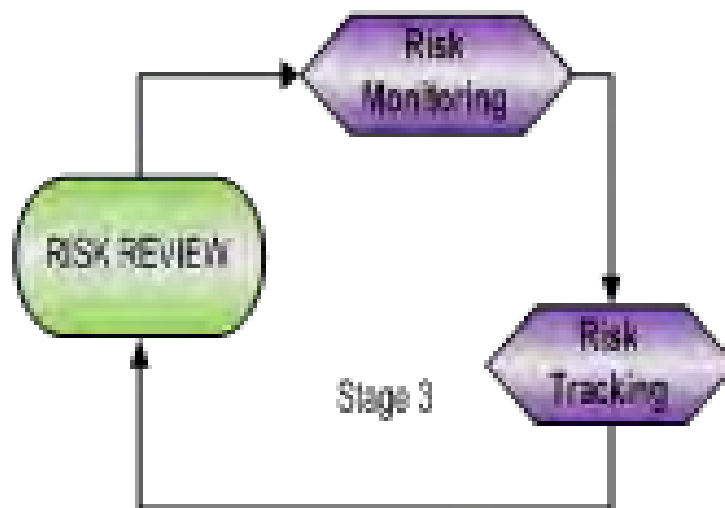 Risk
Monitoring
RISK REVIEW
Risk
Tracking
Stage 3